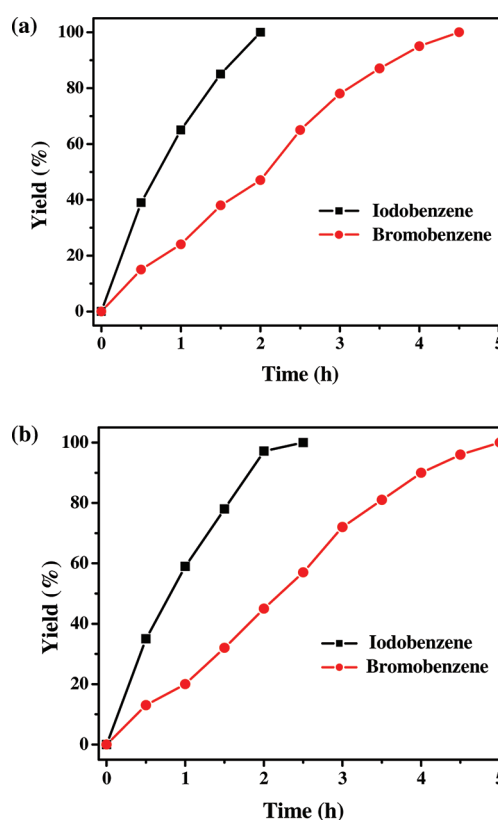 (a)
100
80
60
40
20
0
Yield (%)
Iodobenzene
Bromobenzene
0 1 2 3 4 5
Time (h)
(b)
100
80
60
40
20
0
Yield (%)
Iodobenzene
Bromobenzene
0 1 2 3 4 5
Time (h)